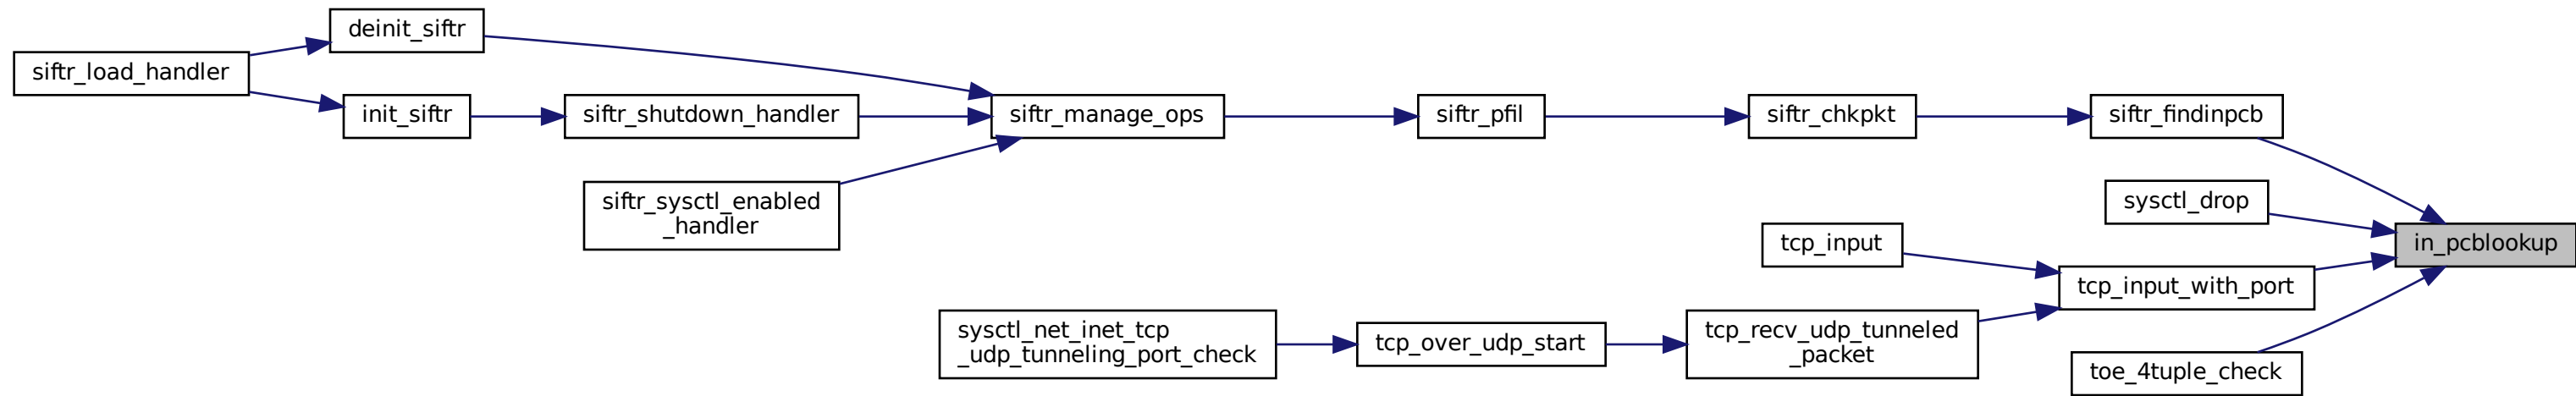 deinit_siftr
siftr_load_handler
init_siftr
siftr_shutdown_handler
siftr_manage_ops
siftr_pfil
siftr_chkpkt
siftr_findinpcb
siftr_sysctl_enabled
_handler
sysctl_drop
tcp_input
in_pcblookup
tcp_input_with_port
sysctl_net_inet_tcp
_udp_tunneling_port_check
tcp_over_udp_start
tcp_recv_udp_tunneled
_packet
toe_4tuple_check